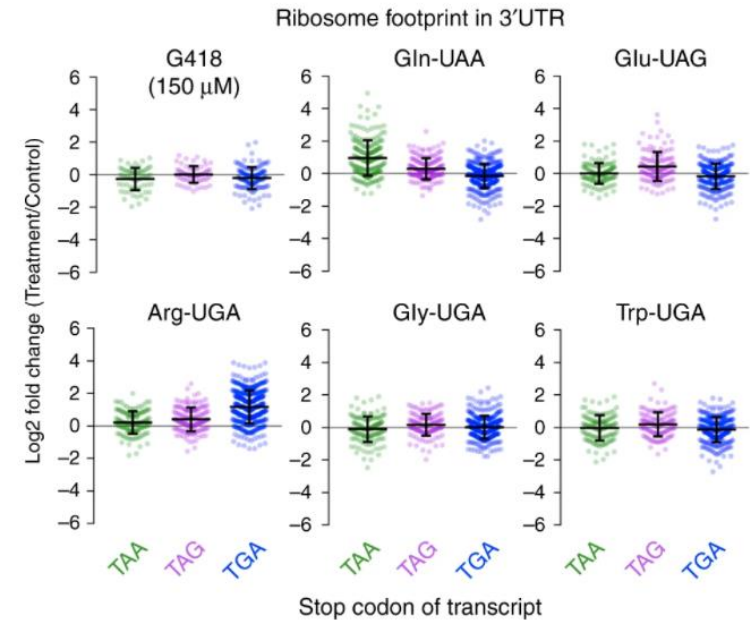 Ribosome footprint in 3′UTR
G418
(150 μM)
Gln-UAA
Glu-UAG
6
4
2
0
−2
−4
−6
6
4
2
0
−2
−4
−6
6
4
2
0
−2
−4
−6
Log2 fold change (Treatment/Control)
Arg-UGA
Gly-UGA
Trp-UGA
6
4
2
0
−2
−4
−6
6
4
2
0
−2
−4
−6
6
4
2
0
−2
−4
−6
TAA
TAG
TGA
TAA
TAG
TGA
TAA
TAG
TGA
Stop codon of transcript